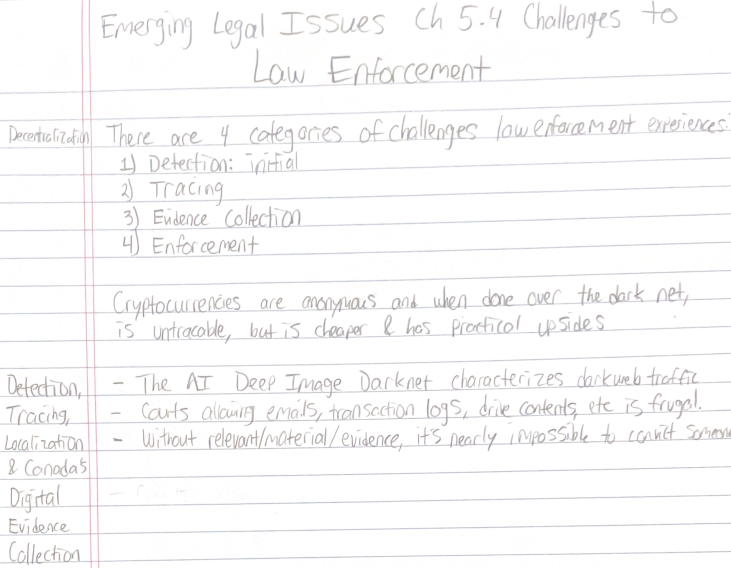 Emerging Legal Issues Ch 5.4 Challenges to
Law Enforcement
Decentralization There are 4 categories of challenges law enforcement experiences:
1) Detection: initial
2) Tracing
3) Evidence Collection
4) Enforcement
Cryptocurrencies are anonymous and when done over the dark net,
is untracable, but is cheaper & has practical upsides
Detection, - The AI Deep Image Darknet characterizes darkweb traffic
Tracing, - Courts allowing emails, transaction logs, drive contents, etc is frugal.
Localization - Without relevant/material/evidence, it's nearly impossible to convict someone
& Canada's
Digital -
Evidence
Collection